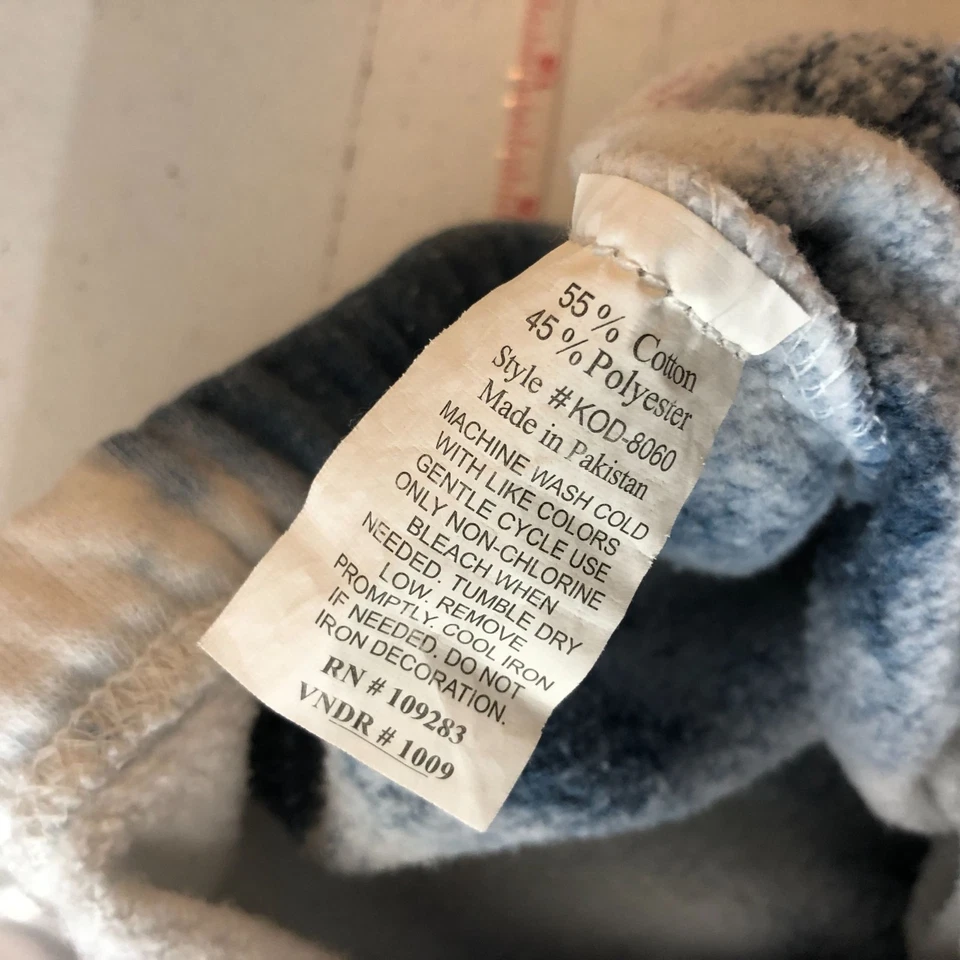 55 % Cotton
45 % Polyester
Style #KOD-8060
Made in Pakistan
MACHINE WASH COLD
WITH LIKE COLORS
GENTLE CYCLE USE
ONLY NON-CHLORINE
BLEACH WHEN
NEEDED. TUMBLE DRY
LOW. REMOVE
PROMPTLY. COOL IRON
IF NEEDED. DO NOT
IRON DECORATION.
RN # 109283
VNDR # 1009